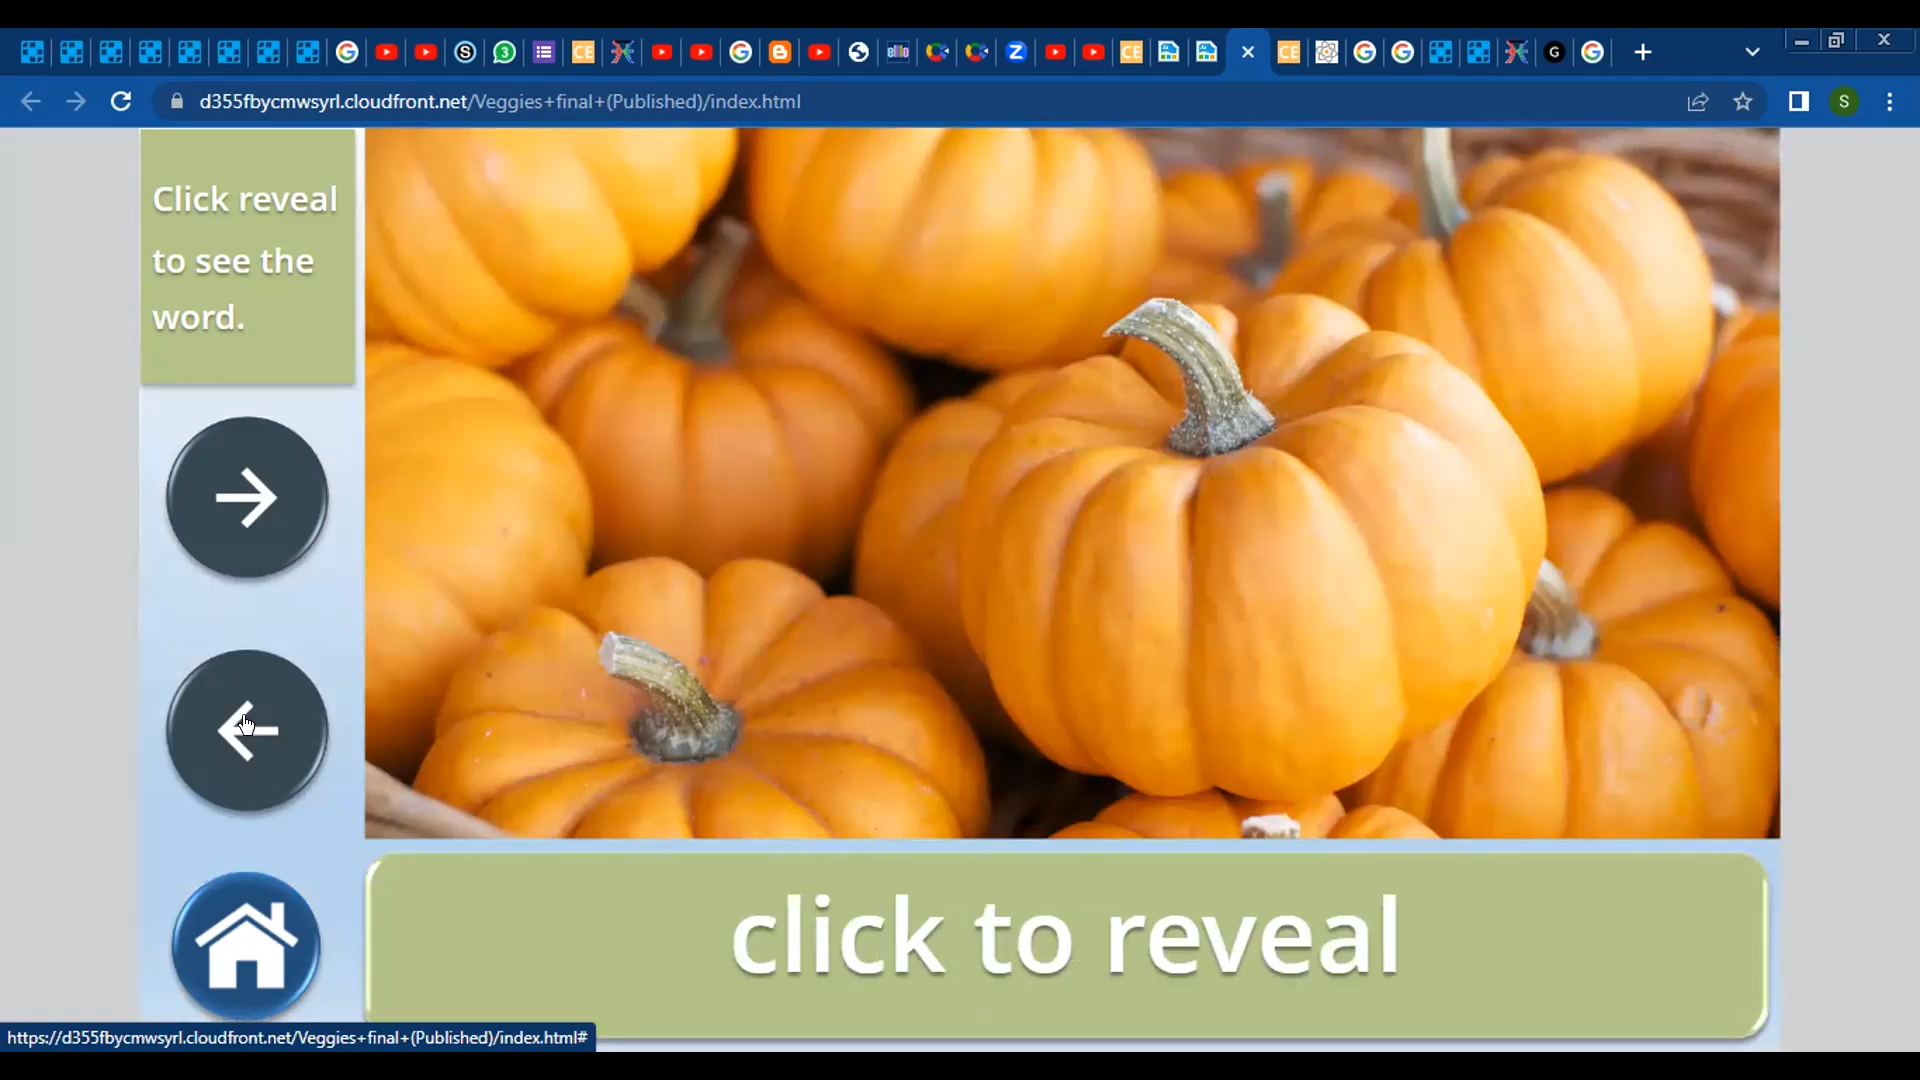 d355fbycmwsyrl.cloudfront.net/Veggies+final+(Published)/index.html
S
Click reveal
to see the
word.
click to reveal
https://d355fbycmwsyrl.cloudfront.net/Veggies+final+(Published)/index.html#